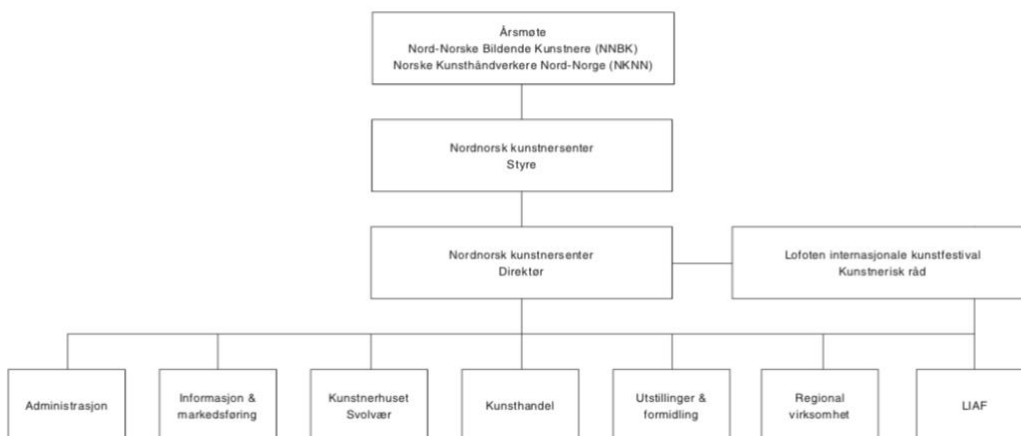 Årsmøte
Nord-Norske Bildende Kunstnere (NNBK)
Norske Kunsthåndverkere Nord-Norge (NKNN)
Nordnorsk kunstnersenter
Styre
Nordnorsk kunstnersenter
Direktør
Lofoten internasjonale kunstfestival
Kunstnerisk råd
Administrasjon
Informasjon &
markedsføring
Kunstnerhuset
Svolvær
Kunsthandel
Utstillinger &
formidling
Regional
virksomhet
LIAF